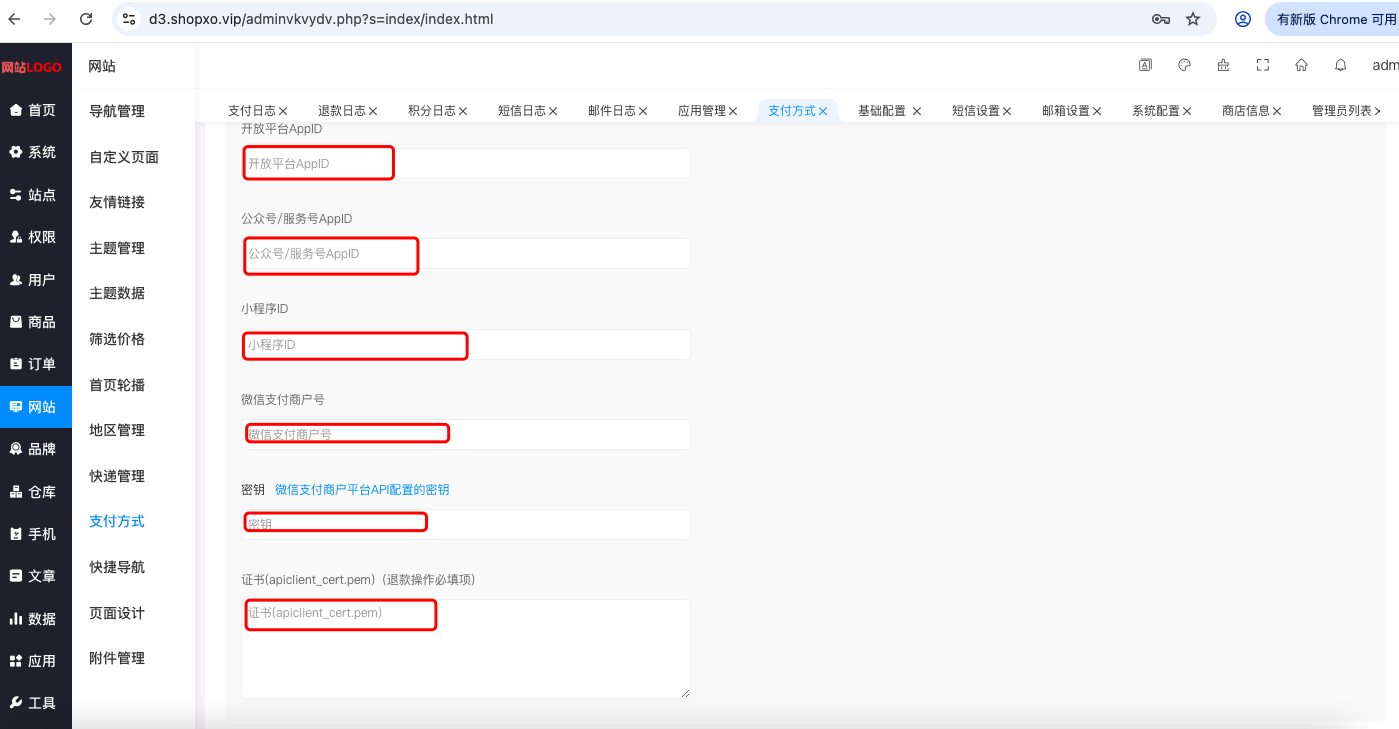 d3.shopxo.vip/adminvkvydv.php?s=index/index.html
有新版 Chrome 可用
网站LOGO
网站
adm
首页
系统
站点
权限
用户
商品
订单
网站
品牌
仓库
手机
文章
数据
应用
工具
导航管理
自定义页面
友情链接
主题管理
主题数据
筛选价格
首页轮播
地区管理
快递管理
支付方式
快捷导航
页面设计
附件管理
支付日志
退款日志
积分日志
短信日志
邮件日志
应用管理
支付方式
基础配置
短信设置
邮箱设置
系统配置
商店信息
管理员列表
开放平台AppID
开放平台AppID
公众号/服务号AppID
公众号/服务号AppID
小程序ID
小程序ID
微信支付商户号
微信支付商户号
密钥 微信支付商户平台API配置的密钥
密钥
证书(apiclient_cert.pem)（退款操作必填项）
证书(apiclient_cert.pem)